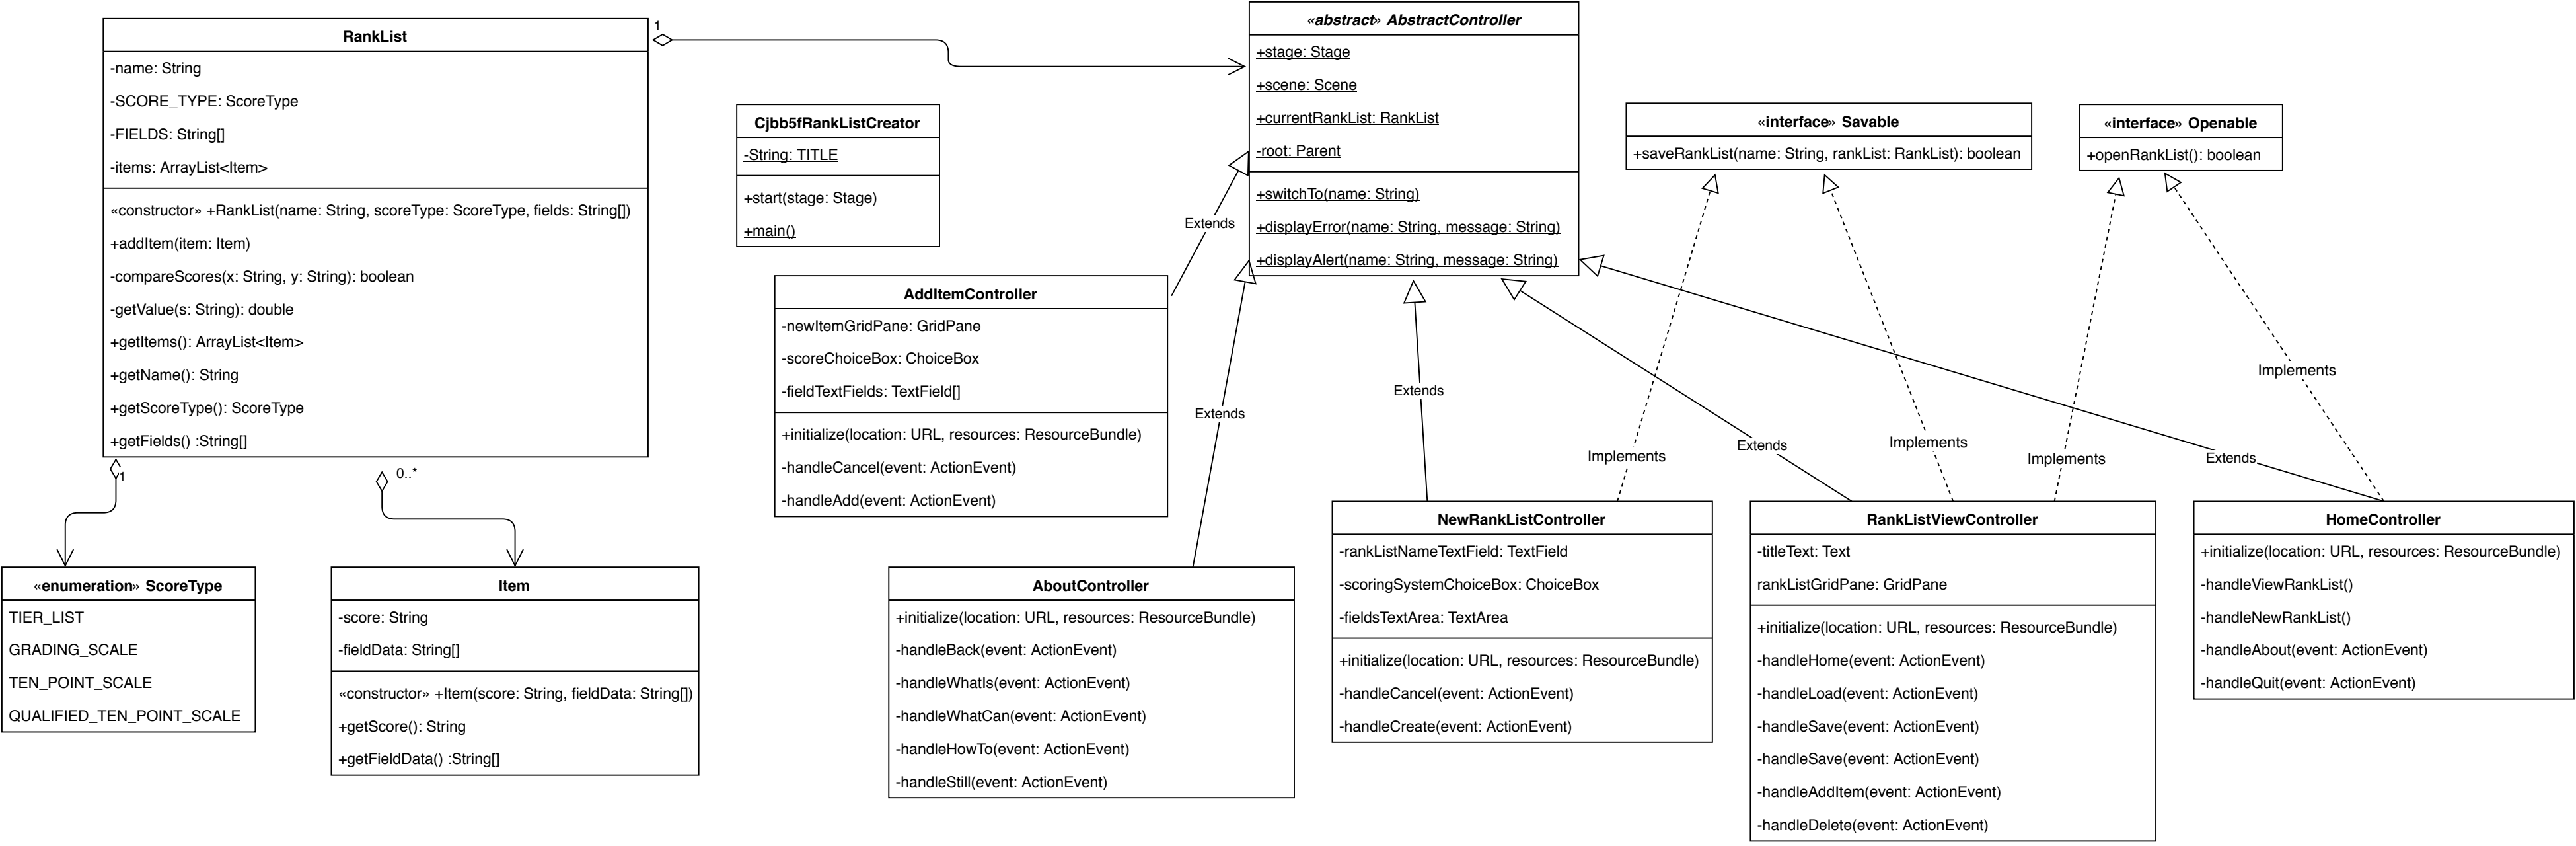 RankList
-name: String
-SCORE_TYPE: ScoreType
-FIELDS: String[]
-items: ArrayList<Item>
«constructor» +RankList(name: String, scoreType: ScoreType, fields: String[])
+addItem(item: Item)
-compareScores(x: String, y: String): boolean
-getValue(s: String): double
+getItems(): ArrayList<Item>
+getName(): String
+getScoreType(): ScoreType
+getFields() :String[]
1
1
0..*
«enumeration» ScoreType
TIER_LIST
GRADING_SCALE
TEN_POINT_SCALE
QUALIFIED_TEN_POINT_SCALE
Item
-score: String
-fieldData: String[]
«constructor» +Item(score: String, fieldData: String[])
+getScore(): String
+getFieldData() :String[]
Cjbb5fRankListCreator
-String: TITLE
+start(stage: Stage)
+main()
«abstract» AbstractController
+stage: Stage
+scene: Scene
+currentRankList: RankList
-root: Parent
+switchTo(name: String)
+displayError(name: String, message: String)
+displayAlert(name: String, message: String)
«interface» Savable
+saveRankList(name: String, rankList: RankList): boolean
«interface» Openable
+openRankList(): boolean
Extends
Extends
Extends
Implements
Extends
Implements
Implements
Extends
Implements
AddItemController
-newItemGridPane: GridPane
-scoreChoiceBox: ChoiceBox
-fieldTextFields: TextField[]
+initialize(location: URL, resources: ResourceBundle)
-handleCancel(event: ActionEvent)
-handleAdd(event: ActionEvent)
AboutController
+initialize(location: URL, resources: ResourceBundle)
-handleBack(event: ActionEvent)
-handleWhatIs(event: ActionEvent)
-handleWhatCan(event: ActionEvent)
-handleHowTo(event: ActionEvent)
-handleStill(event: ActionEvent)
NewRankListController
-rankListNameTextField: TextField
-scoringSystemChoiceBox: ChoiceBox
-fieldsTextArea: TextArea
+initialize(location: URL, resources: ResourceBundle)
-handleCancel(event: ActionEvent)
-handleCreate(event: ActionEvent)
RankListViewController
-titleText: Text
rankListGridPane: GridPane
+initialize(location: URL, resources: ResourceBundle)
-handleHome(event: ActionEvent)
-handleLoad(event: ActionEvent)
-handleSave(event: ActionEvent)
-handleSave(event: ActionEvent)
-handleAddItem(event: ActionEvent)
-handleDelete(event: ActionEvent)
HomeController
+initialize(location: URL, resources: ResourceBundle)
-handleViewRankList()
-handleNewRankList()
-handleAbout(event: ActionEvent)
-handleQuit(event: ActionEvent)